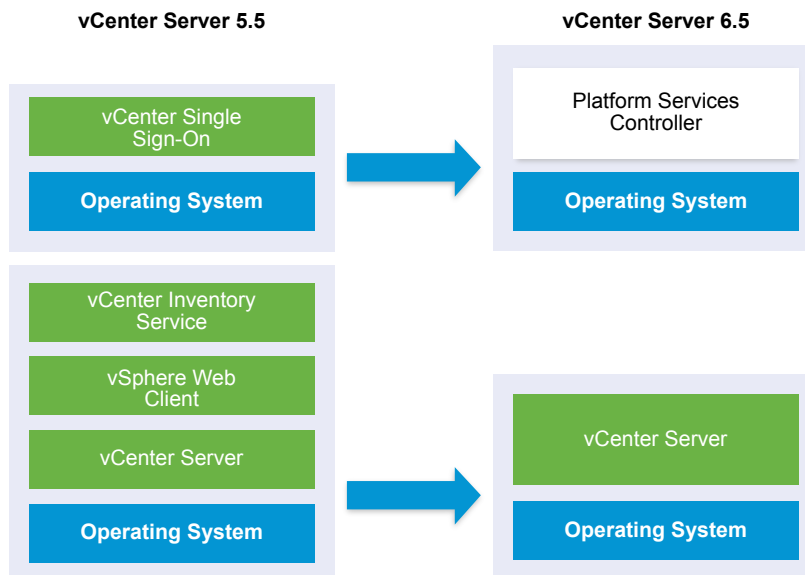 vCenter Server 5.5
vCenter Server 6.5
vCenter Single
Sign-On
Operating System
Platform Services
Controller
Operating System
vCenter Inventory
Service
vSphere Web
Client
vCenter Server
Operating System
vCenter Server
Operating System